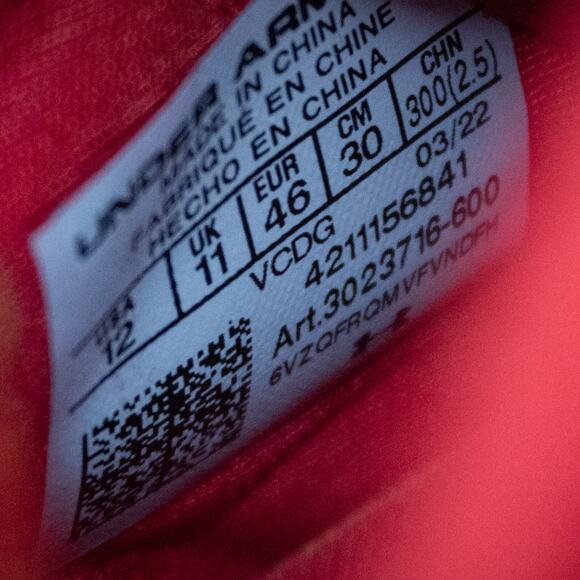 UNDER ARM
MADE IN CHINA
FABRIQUÉ EN CHINE
HECHO EN CHINA
USA UK EUR CM CHN
12 11 46 30 300(2.5)
VCDG 03/22
4211156841
Art.3023716-600
6VZQFRQMVFVNDFH